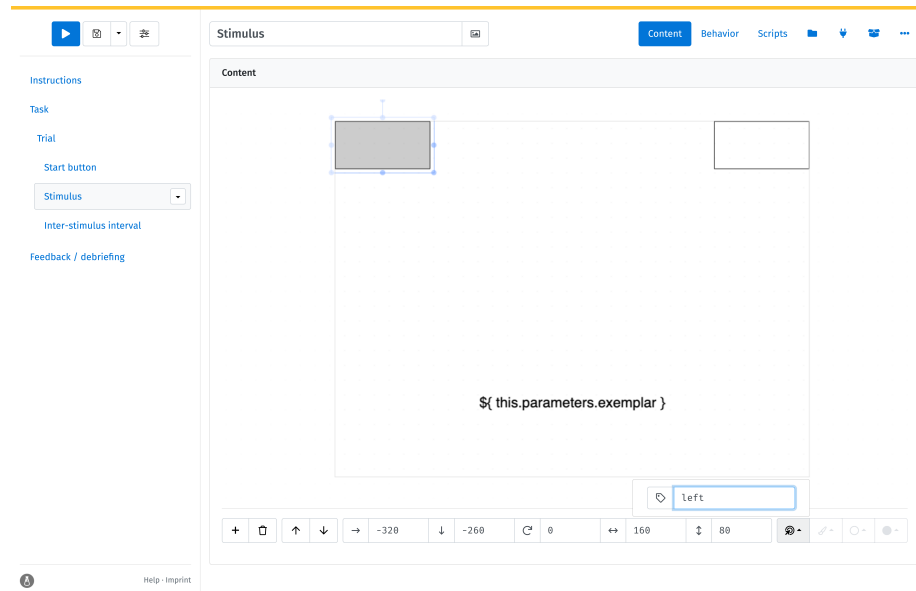 Stimulus
Content Behavior Scripts
Content
Instructions
Task
Trial
Start button
Stimulus
Inter-stimulus interval
Feedback / debriefing
${ this.parameters.exemplar }
left
-320 -260 0 160 80
Help · Imprint